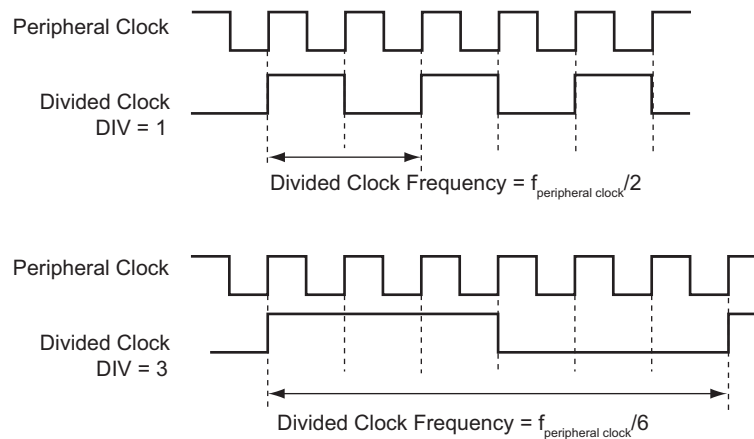 Peripheral Clock
Divided Clock
DIV = 1
Divided Clock Frequency = fperipheral clock/2
Peripheral Clock
Divided Clock
DIV = 3
Divided Clock Frequency = fperipheral clock/6